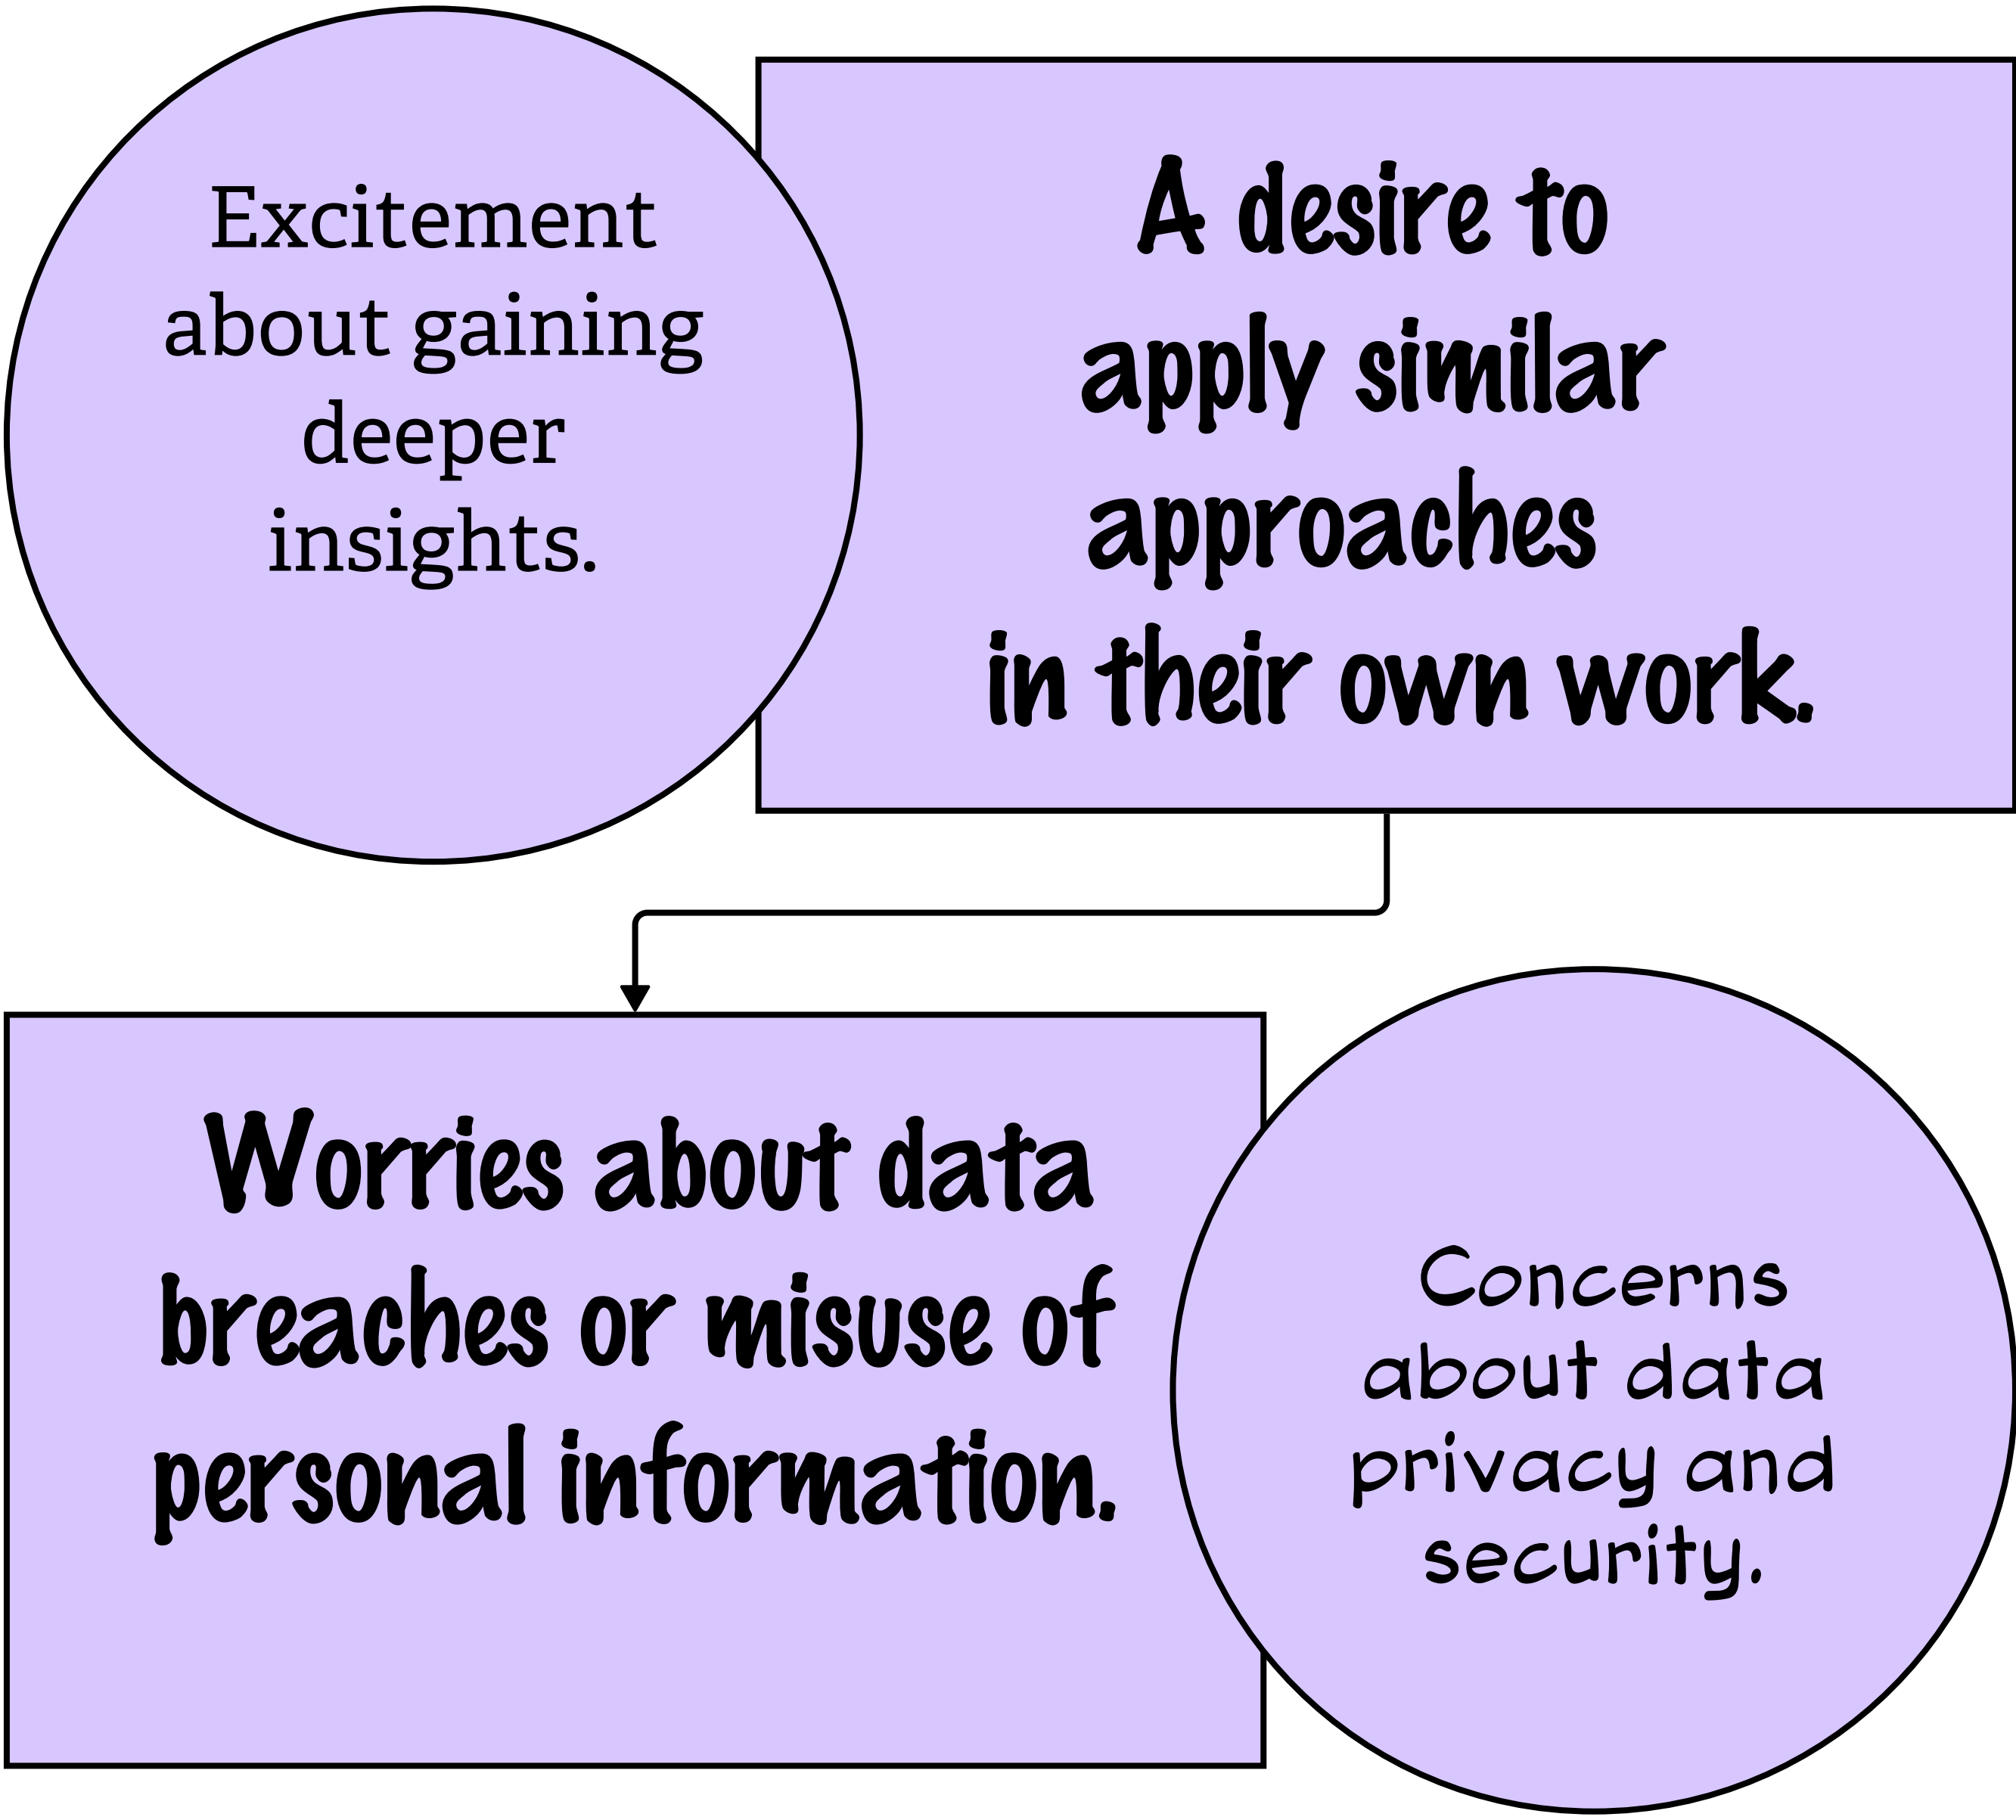 Excitement
about gaining
deeper
insights.
A desire to
apply similar
approaches
in their own work.
Worries about data
breaches or misuse of
personal information.
Concerns
about data
privacy and
security,